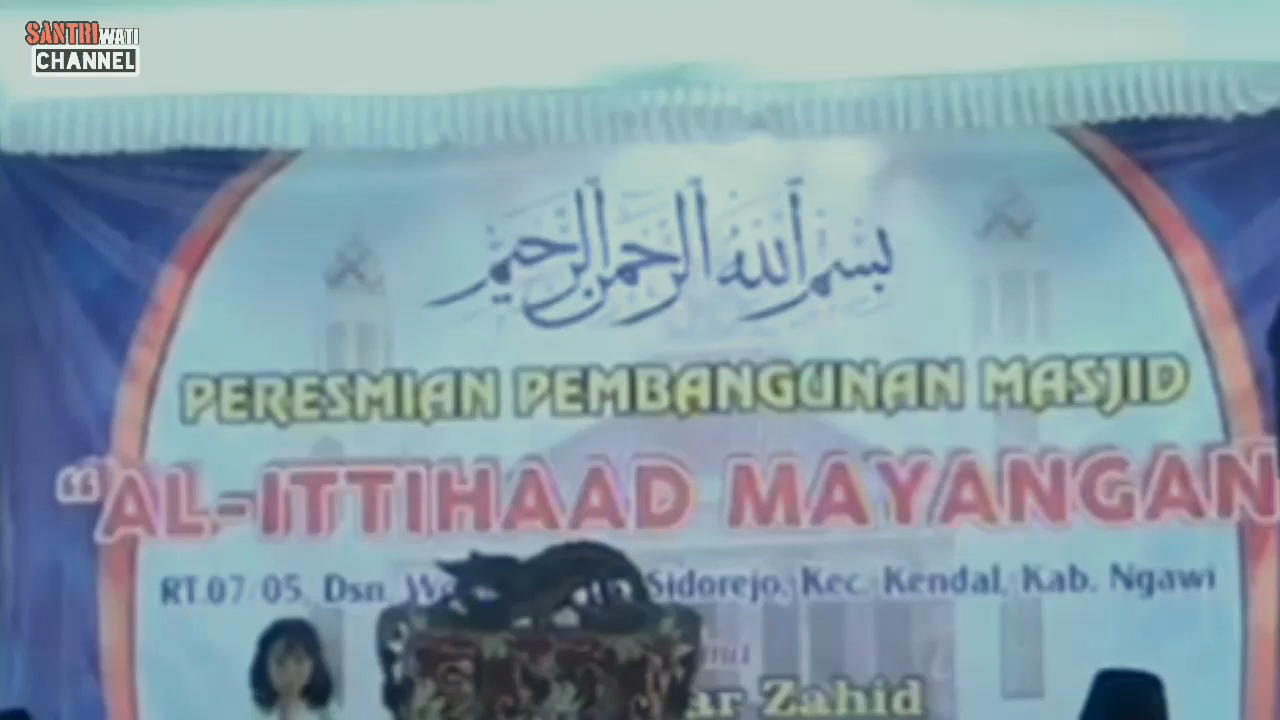 SANTRIWATI
CHANNEL
بسم الله الرحمن الرحيم
PERESMIAN PEMBANGUNAN MASJID
"AL-ITTIHAAD MAYANGAN
RT.07/05, Dsn. Sidorejo, Kec. Kendal, Kab. Ngawi
Zahid